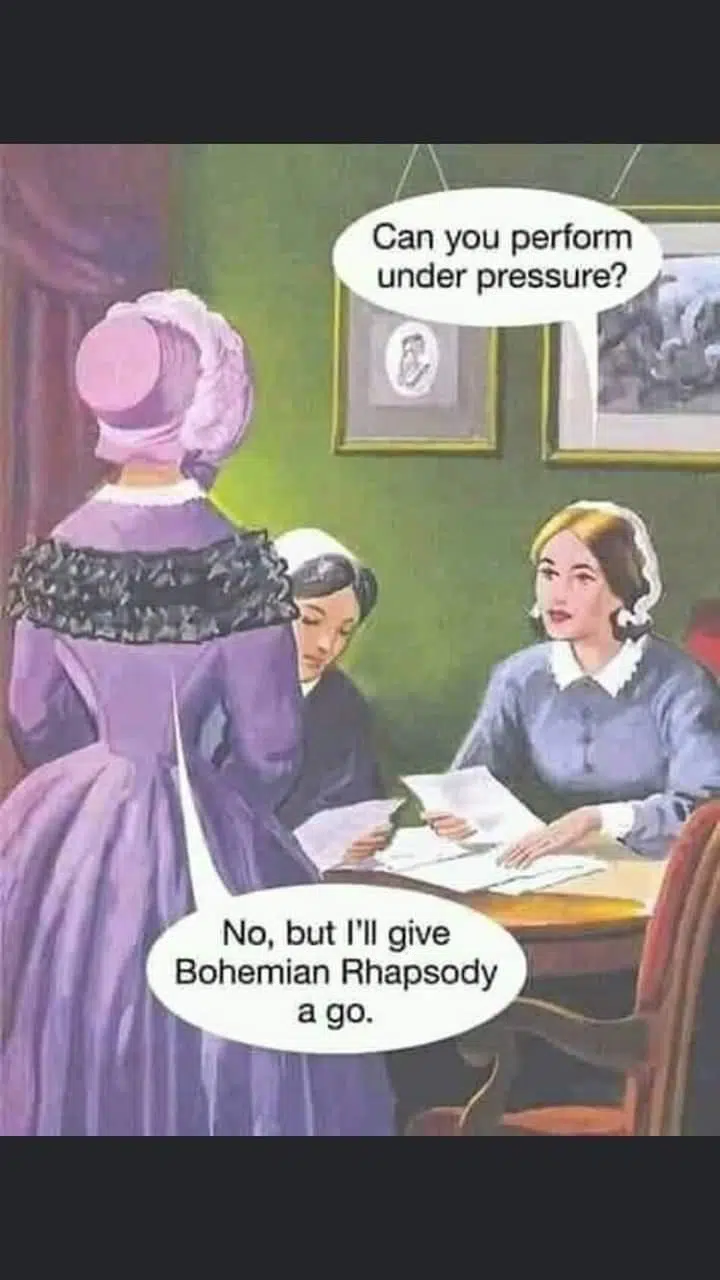 Can you perform
under pressure?
No, but I'll give
Bohemian Rhapsody
a go.